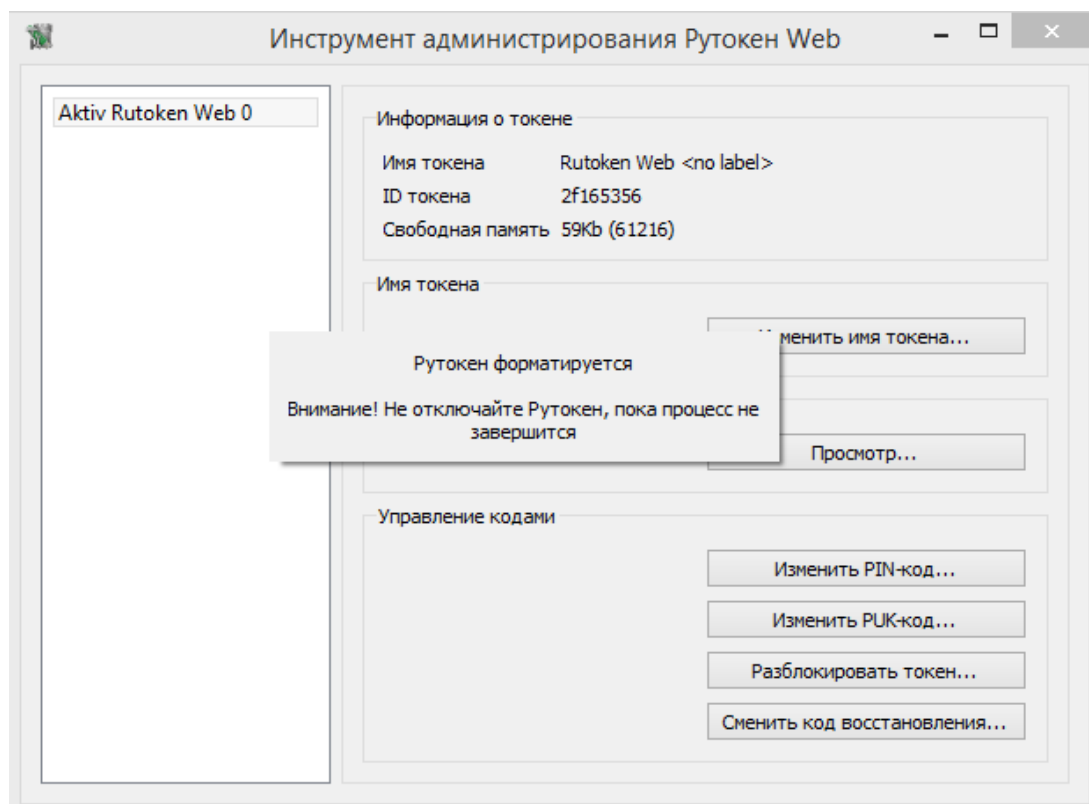 Инструмент администрирования Рутокен Web
Aktiv Rutoken Web 0
Информация о токене
Имя токена Rutoken Web <no label>
ID токена 2f165356
Свободная память 59Kb (61216)
Имя токена
менить имя токена...
Рутокен форматируется
Внимание! Не отключайте Рутокен, пока процесс не
завершится
Просмотр...
Управление кодами
Изменить PIN-код...
Изменить PUK-код...
Разблокировать токен...
Сменить код восстановления...